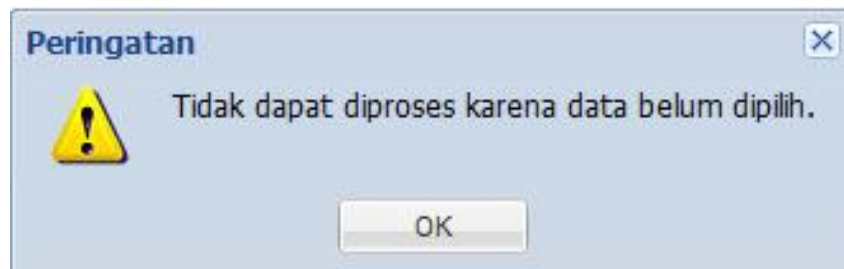 Peringatan
Tidak dapat diproses karena data belum dipilih.
OK